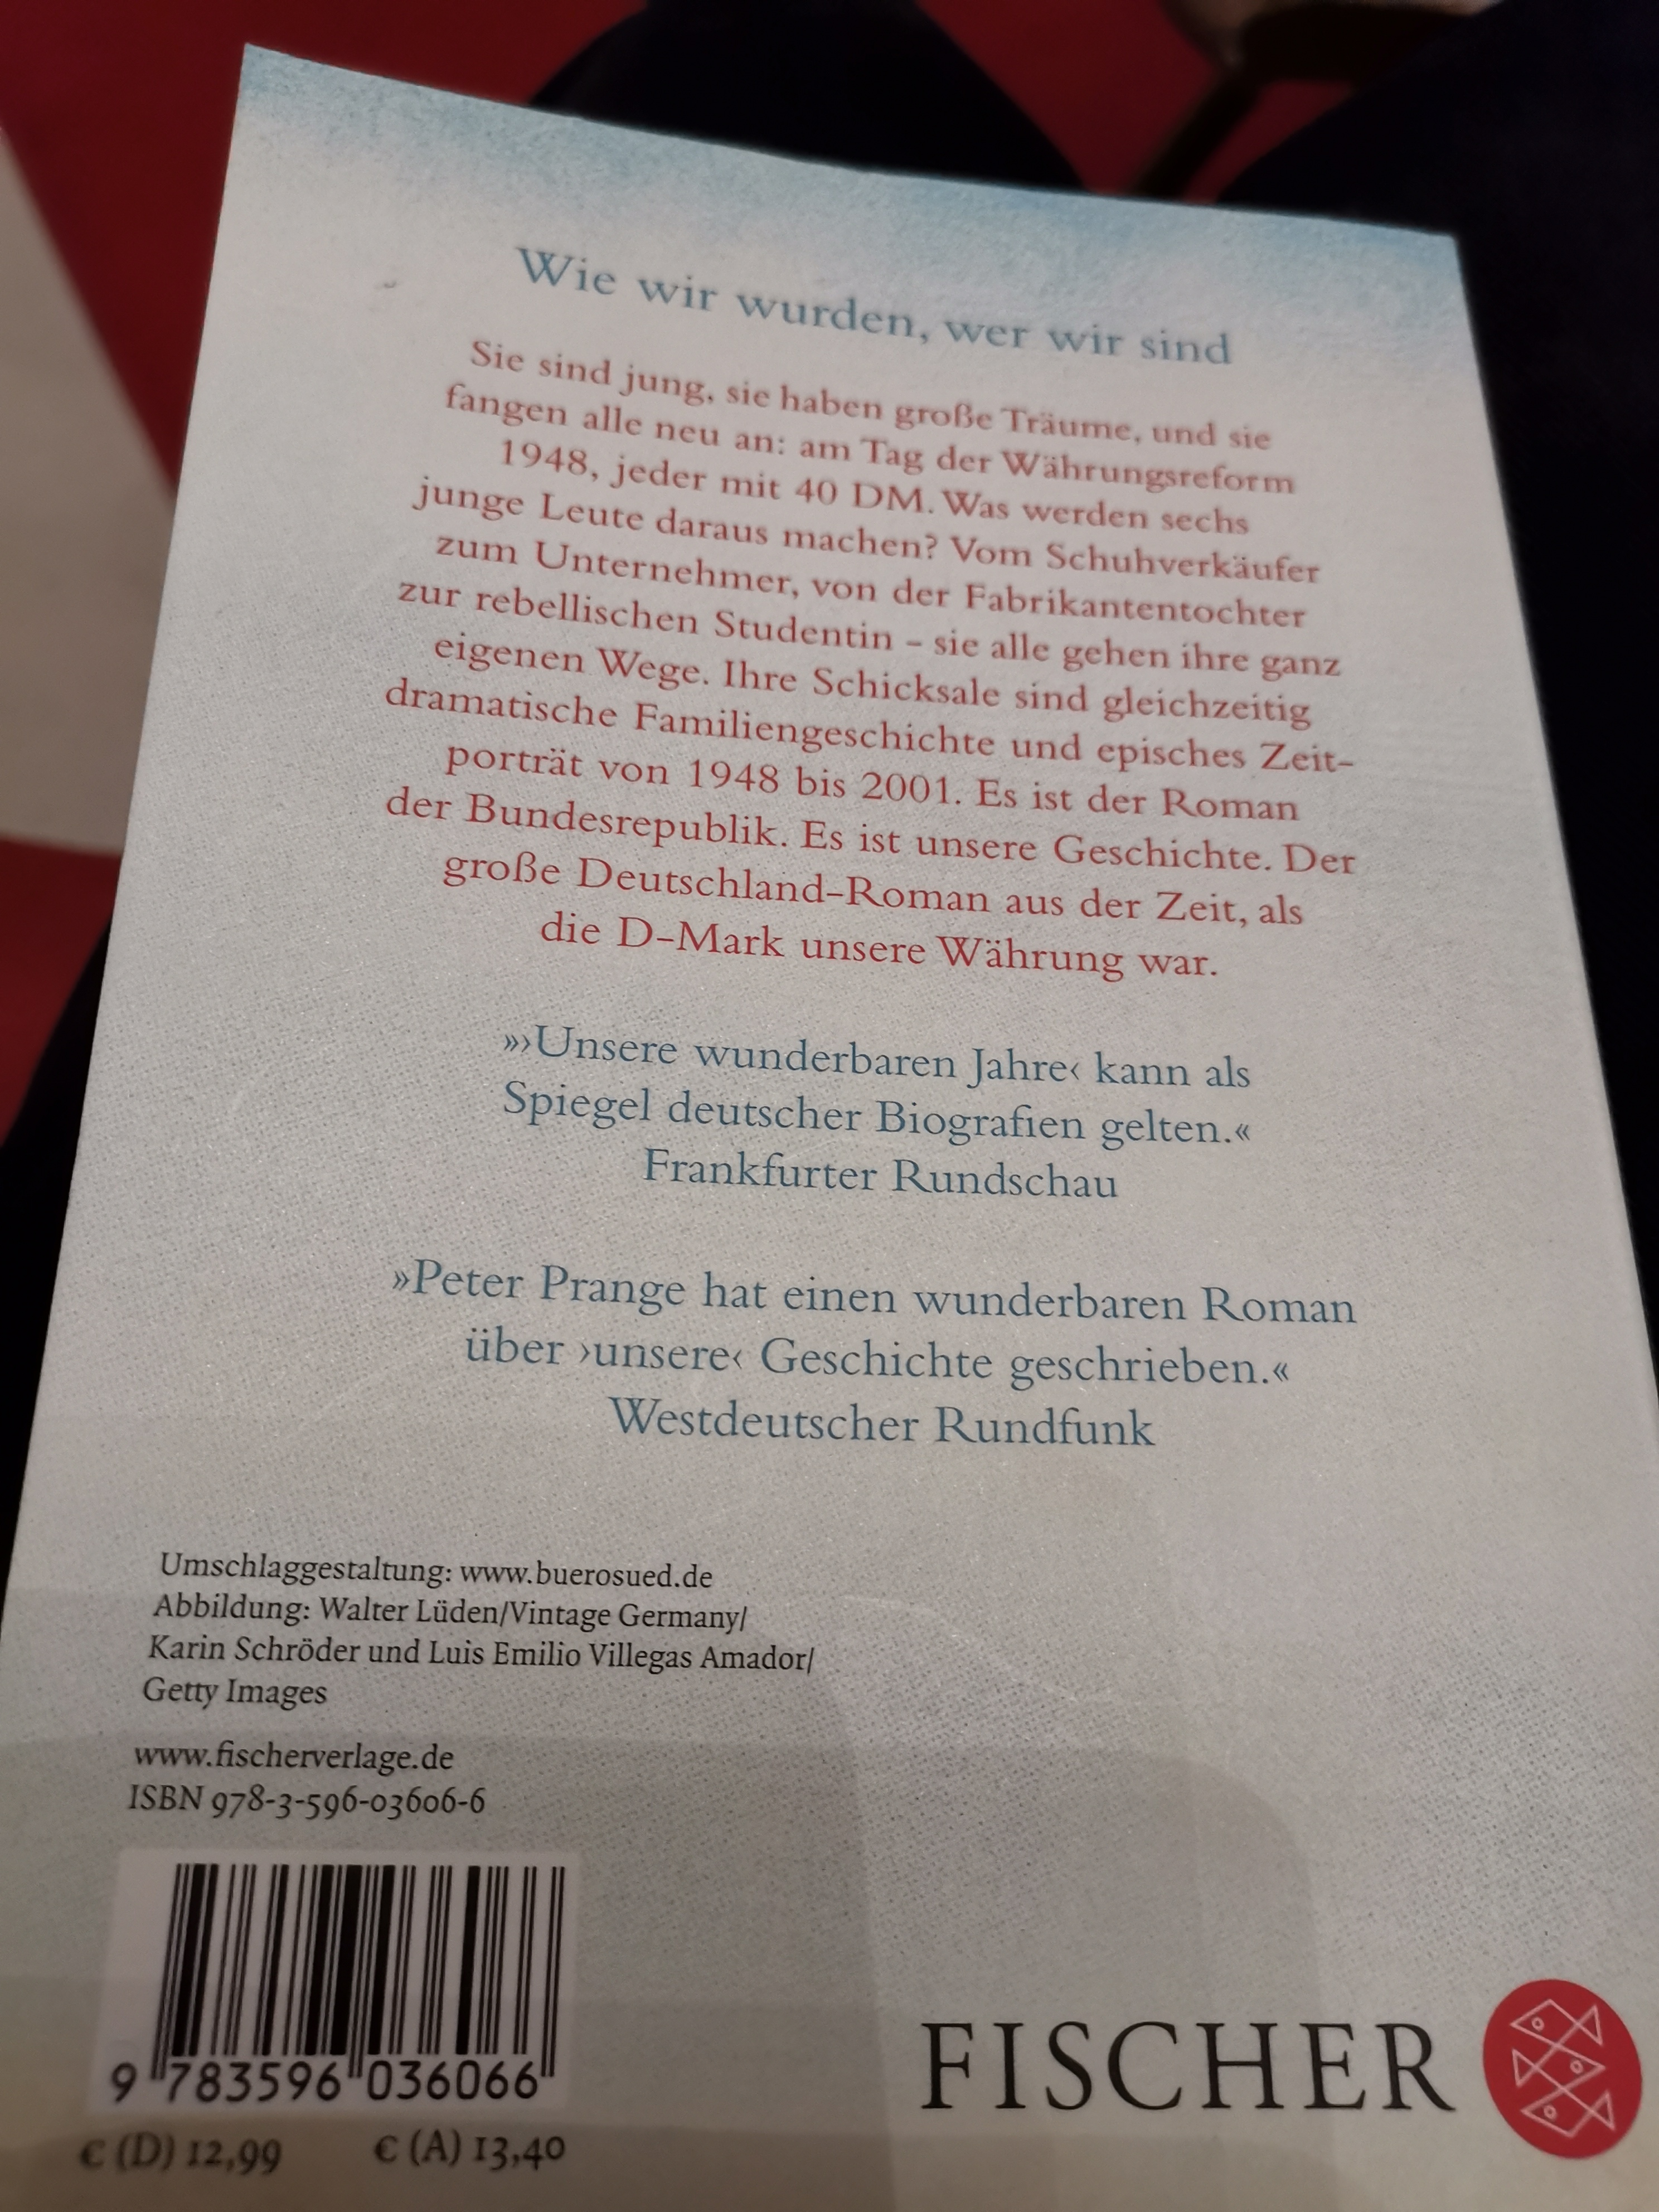 Wie wir wurden, wer wir sind
Sie sind jung, sie haben große Träume, und sie
fangen alle neu an: am Tag der Währungsreform
1948, jeder mit 40 DM. Was werden sechs
junge Leute daraus machen? Vom Schuhverkäufer
zum Unternehmer, von der Fabrikantentochter
zur rebellischen Studentin – sie alle gehen ihre ganz
eigenen Wege. Ihre Schicksale sind gleichzeitig
dramatische Familiengeschichte und episches Zeit-
porträt von 1948 bis 2001. Es ist der Roman
der Bundesrepublik. Es ist unsere Geschichte. Der
große Deutschland-Roman aus der Zeit, als
die D-Mark unsere Währung war.
»›Unsere wunderbaren Jahre‹ kann als
Spiegel deutscher Biografien gelten.«
Frankfurter Rundschau
»Peter Prange hat einen wunderbaren Roman
über ›unsere‹ Geschichte geschrieben.«
Westdeutscher Rundfunk
Umschlaggestaltung: www.buerosued.de
Abbildung: Walter Lüden/Vintage Germany/
Karin Schröder und Luis Emilio Villegas Amador/
Getty Images
www.fischerverlage.de
ISBN 978-3-596-03606-6
9 783596 036066
€ (D) 12,99 € (A) 13,40
FISCHER